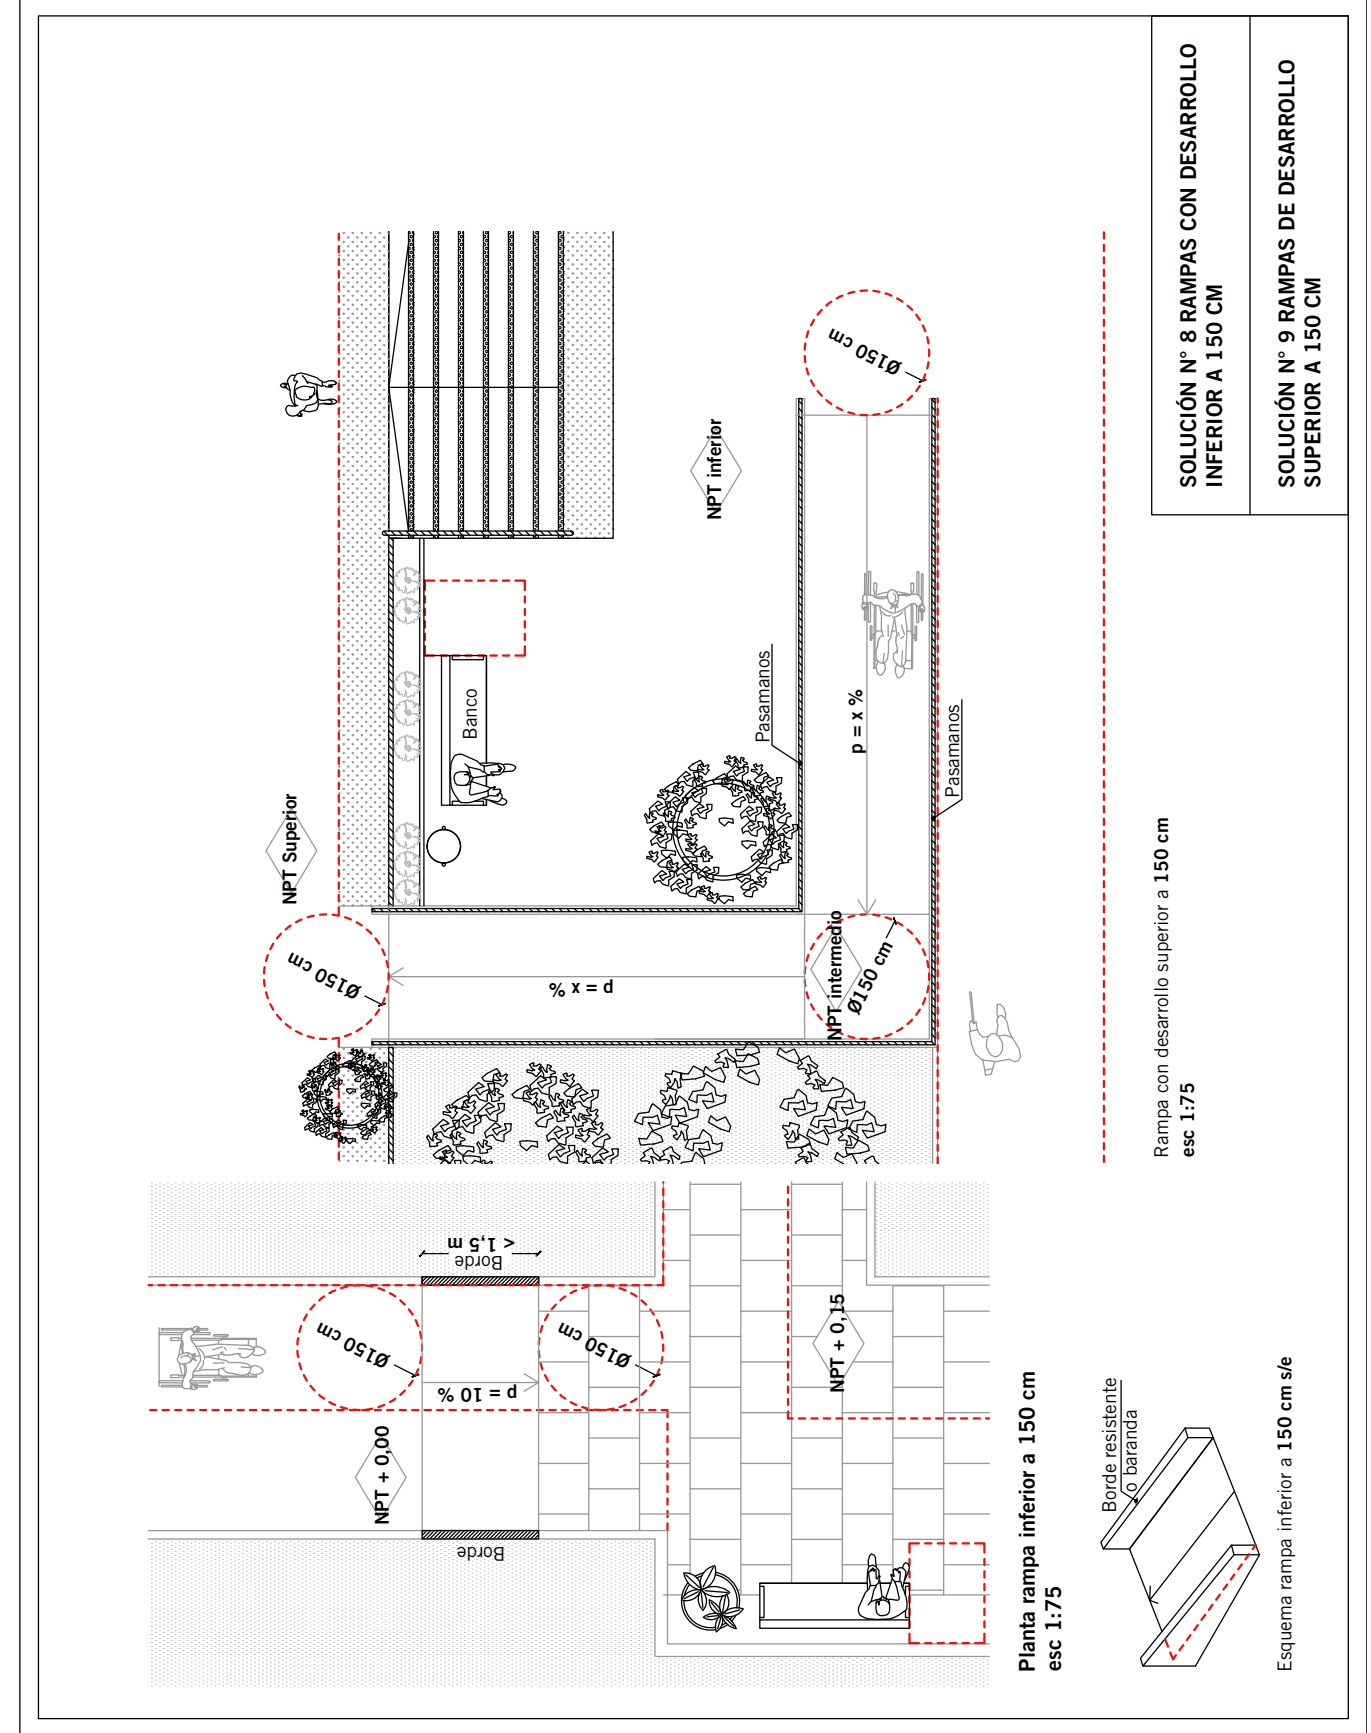 NPT + 0,00
Borde
Borde
< 1,5 m
Ø150 cm
p = 10 %
Ø150 cm
NPT + 0,15
Planta rampa inferior a 150 cm
esc 1:75
Borde resistente
o baranda
Esquema rampa inferior a 150 cm s/e
NPT Superior
Ø150 cm
p = x %
Banco
NPT intermedio
Ø150 cm
Pasamanos
p = x %
Pasamanos
NPT inferior
Ø150 cm
Rampa con desarrollo superior a 150 cm
esc 1:75
SOLUCIÓN N° 8 RAMPAS CON DESARROLLO
INFERIOR A 150 CM
SOLUCIÓN N° 9 RAMPAS DE DESARROLLO
SUPERIOR A 150 CM